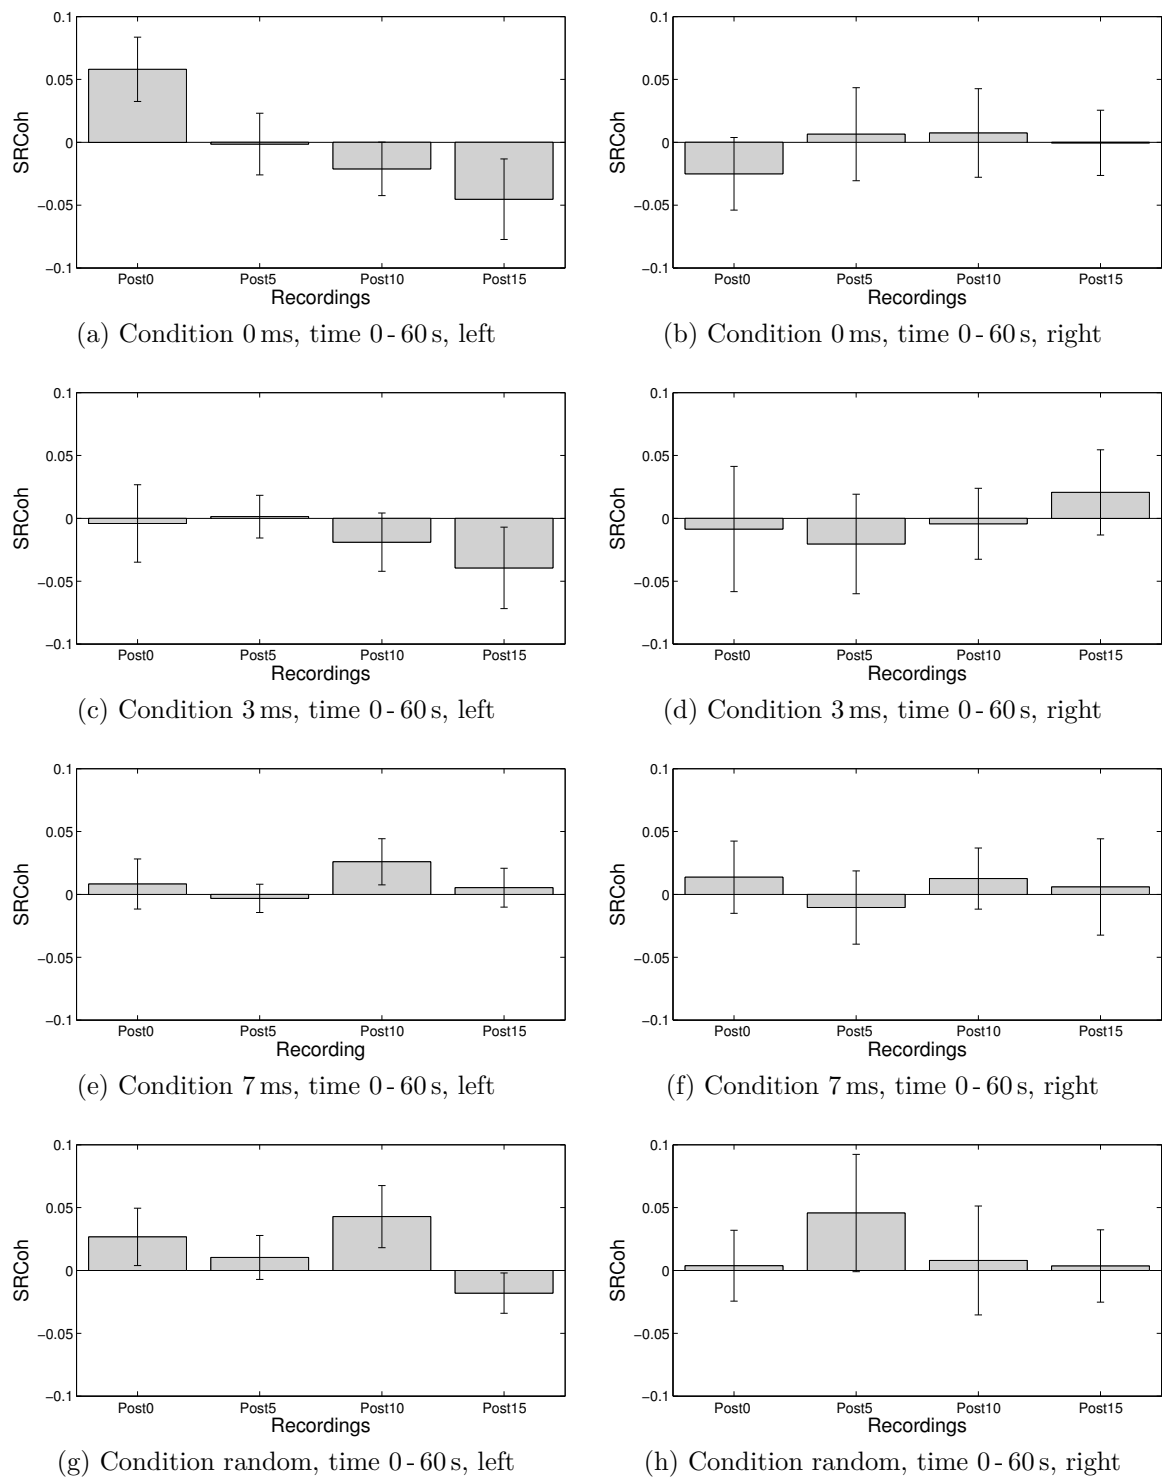 0.1
0.05
0
−0.05
−0.1
SRCoh
Post0 Post5 Post10 Post15
Recordings
(a) Condition 0 ms, time 0 - 60 s, left
0.1
0.05
0
−0.05
−0.1
SRCoh
Post0 Post5 Post10 Post15
Recordings
(b) Condition 0 ms, time 0 - 60 s, right
0.1
0.05
0
−0.05
−0.1
SRCoh
Post0 Post5 Post10 Post15
Recordings
(c) Condition 3 ms, time 0 - 60 s, left
0.1
0.05
0
−0.05
−0.1
SRCoh
Post0 Post5 Post10 Post15
Recordings
(d) Condition 3 ms, time 0 - 60 s, right
0.1
0.05
0
−0.05
−0.1
SRCoh
Post0 Post5 Post10 Post15
Recording
(e) Condition 7 ms, time 0 - 60 s, left
0.1
0.05
0
−0.05
−0.1
SRCoh
Post0 Post5 Post10 Post15
Recordings
(f) Condition 7 ms, time 0 - 60 s, right
0.1
0.05
0
−0.05
−0.1
SRCoh
Post0 Post5 Post10 Post15
Recordings
(g) Condition random, time 0 - 60 s, left
0.1
0.05
0
−0.05
−0.1
SRCoh
Post0 Post5 Post10 Post15
Recordings
(h) Condition random, time 0 - 60 s, right